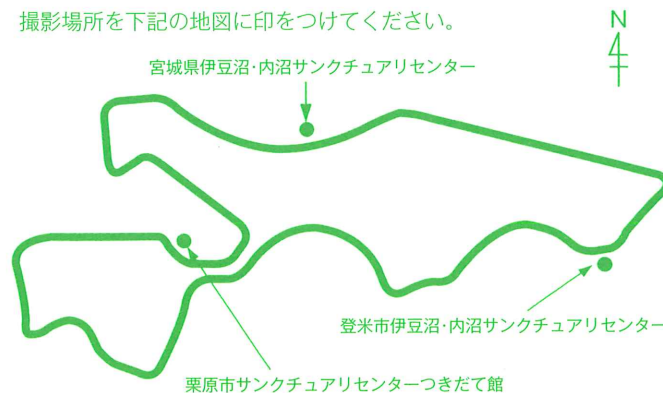 撮影場所を下記の地図に印をつけてください。
N
宮城県伊豆沼・内沼サンクチュアリセンター
登米市伊豆沼・内沼サンクチュアリセンター
栗原市サンクチュアリセンターつきだて館